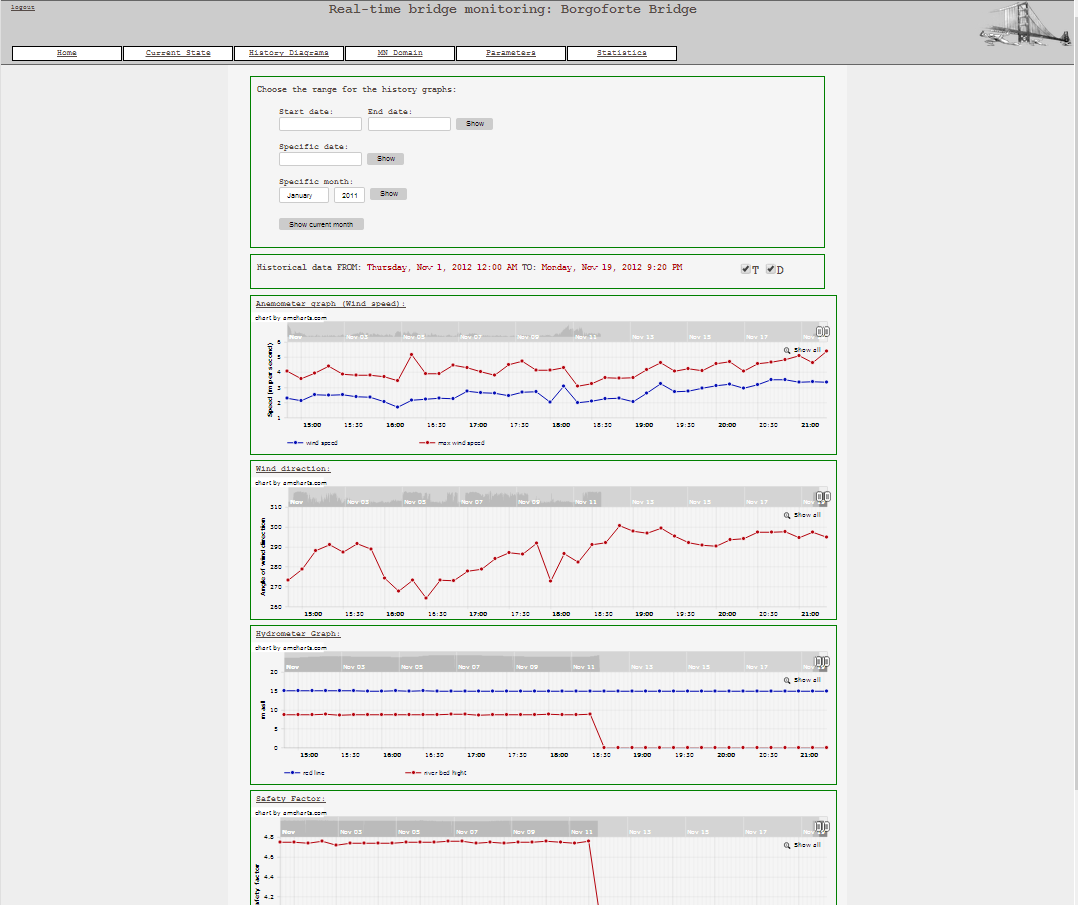 logout
Real-time bridge monitoring: Borgoforte Bridge
Home Current State History Diagrams MN Domain Parameters Statistics
Choose the range for the history graphs:
Start date: End date:
Show
Specific date:
Show
Specific month:
January 2011 Show
Show current month
Historical data FROM: Thursday, Nov 1, 2012 12:00 AM TO: Monday, Nov 19, 2012 9:20 PM T D
Anemometer graph (Wind speed):
chart by amcharts.com
Nov Nov 03 Nov 05 Nov 07 Nov 09 Nov 11 Nov 13 Nov 15 Nov 17 Nov
Show all
Speed (m per second)
6
5
4
3
2
1
15:00 15:30 16:00 16:30 17:00 17:30 18:00 18:30 19:00 19:30 20:00 20:30 21:00
wind speed max wind speed
Wind direction:
chart by amcharts.com
Nov Nov 03 Nov 05 Nov 07 Nov 09 Nov 11 Nov 13 Nov 15 Nov 17 Nov
Show all
Angle of wind direction
310
300
290
280
270
260
15:00 15:30 16:00 16:30 17:00 17:30 18:00 18:30 19:00 19:30 20:00 20:30 21:00
Hydrometer Graph:
chart by amcharts.com
Nov Nov 03 Nov 05 Nov 07 Nov 09 Nov 11 Nov 13 Nov 15 Nov 17 Nov
Show all
m asll
20
15
10
5
0
15:00 15:30 16:00 16:30 17:00 17:30 18:00 18:30 19:00 19:30 20:00 20:30 21:00
red line river bed hight
Safety Factor:
chart by amcharts.com
Nov Nov 03 Nov 05 Nov 07 Nov 09 Nov 11 Nov 13 Nov 15 Nov 17 Nov
Show all
afety factor
4.8
4.6
4.4
4.2